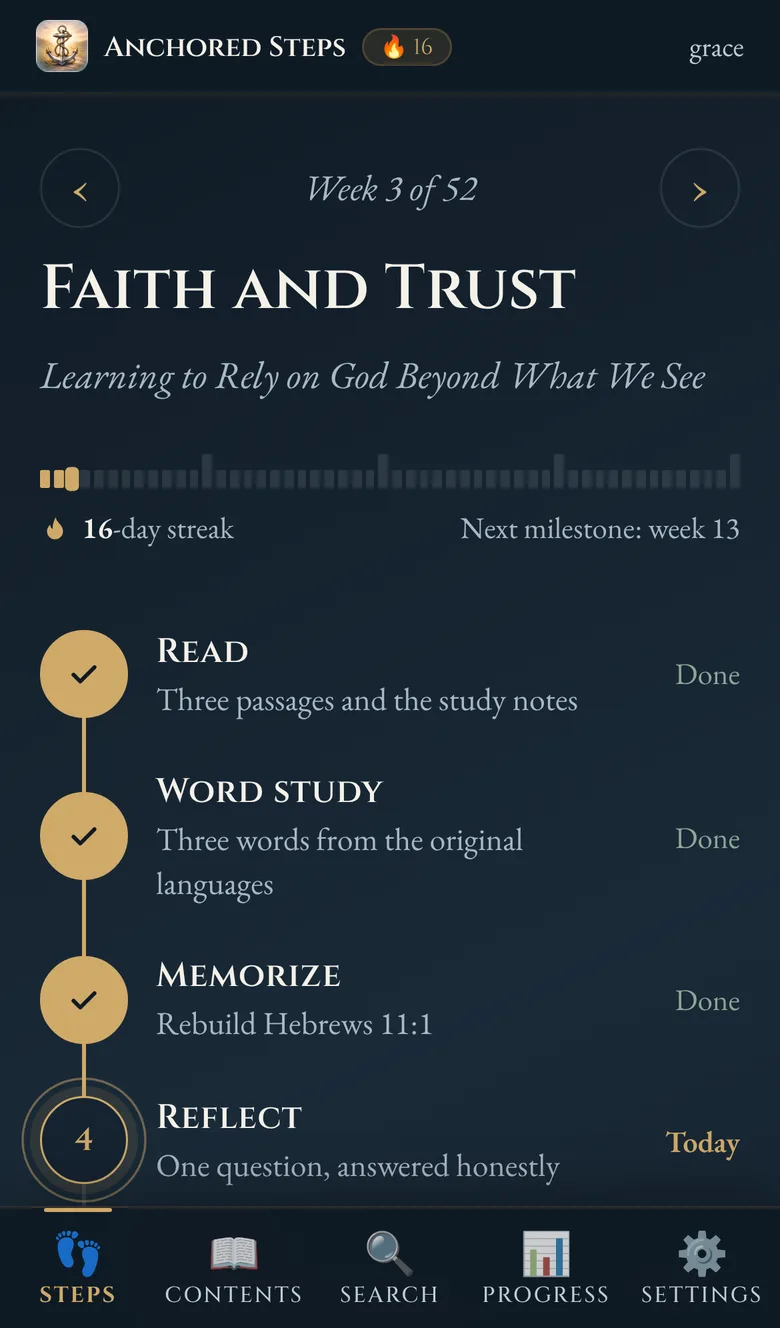 Anchored Steps 🔥 16 grace
‹ Week 3 of 52 ›
Faith and Trust
Learning to Rely on God Beyond What We See
16-day streak Next milestone: week 13
Read
Three passages and the study notes
Done
Word study
Three words from the original
languages
Done
Memorize
Rebuild Hebrews 11:1
Done
4
Reflect
One question, answered honestly
Today
STEPS CONTENTS SEARCH PROGRESS SETTINGS